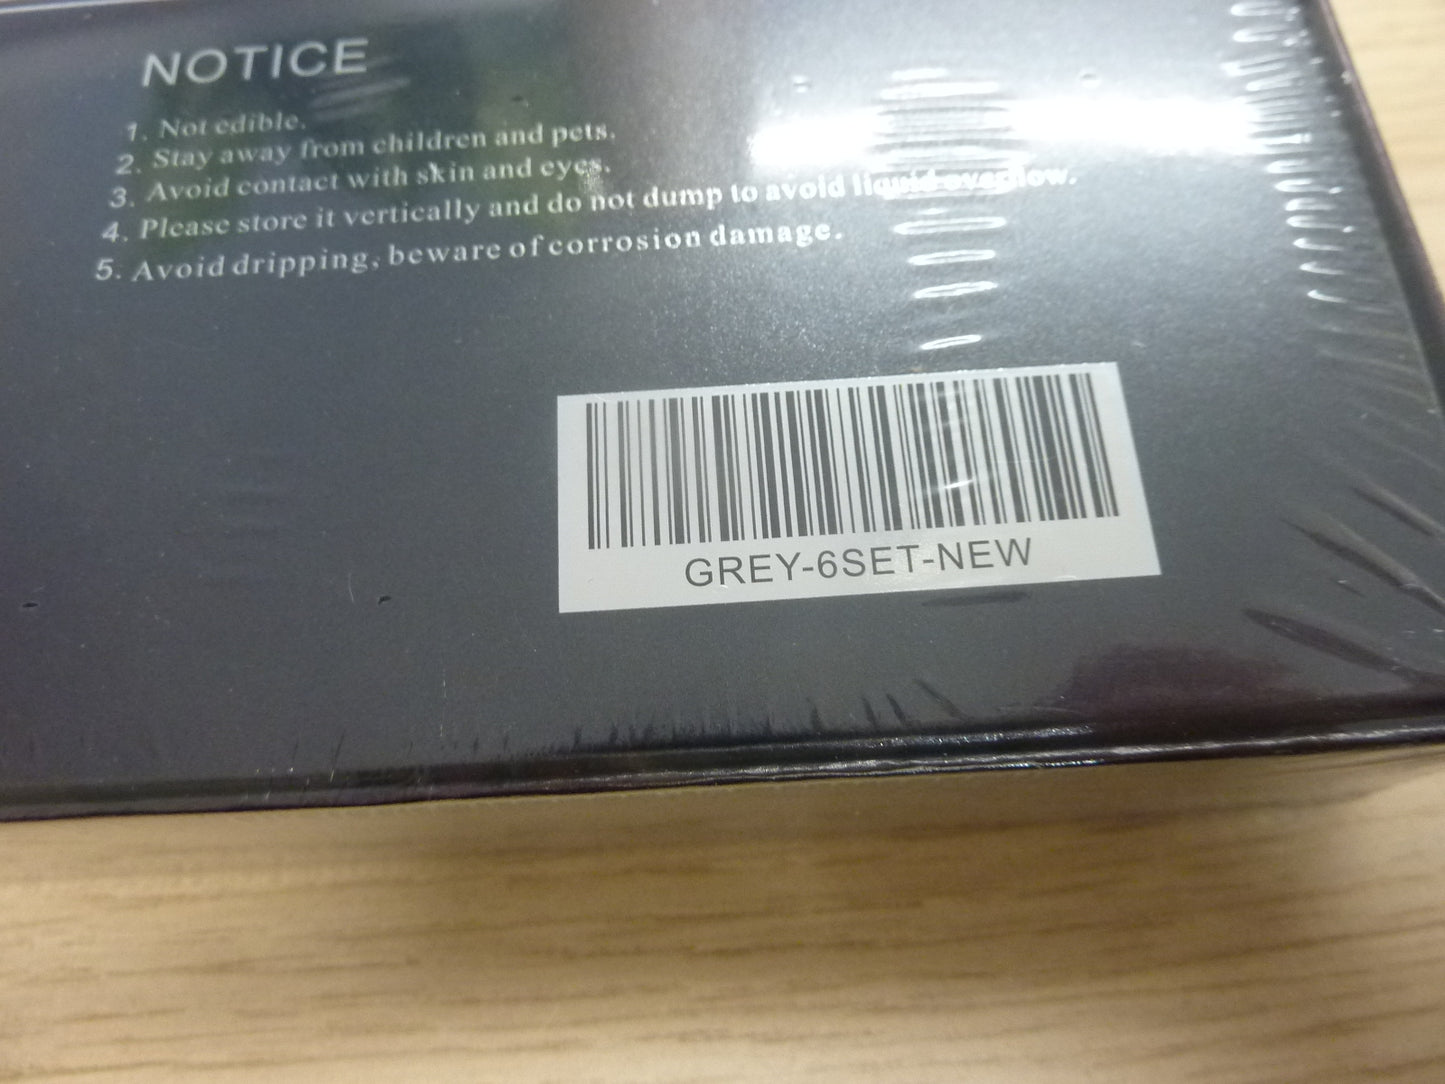 NOTICE
1. Not edible.
2. Stay away from children and pets.
3. Avoid contact with skin and eyes.
4. Please store it vertically and do not dump to avoid liquid overflow.
5. Avoid dripping, beware of corrosion damage.
GREY-6SET-NEW